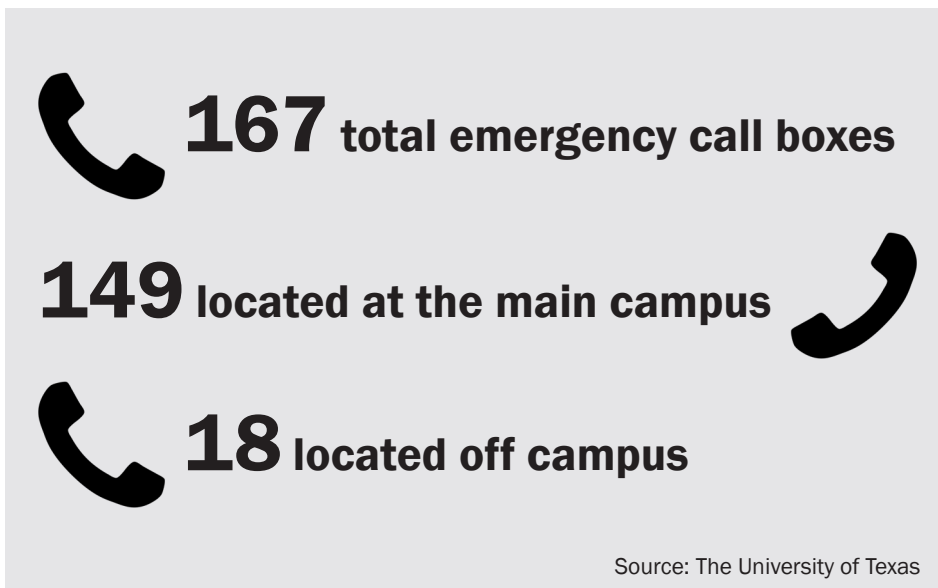 167 total emergency call boxes
149 located at the main campus
18 located off campus
Source: The University of Texas